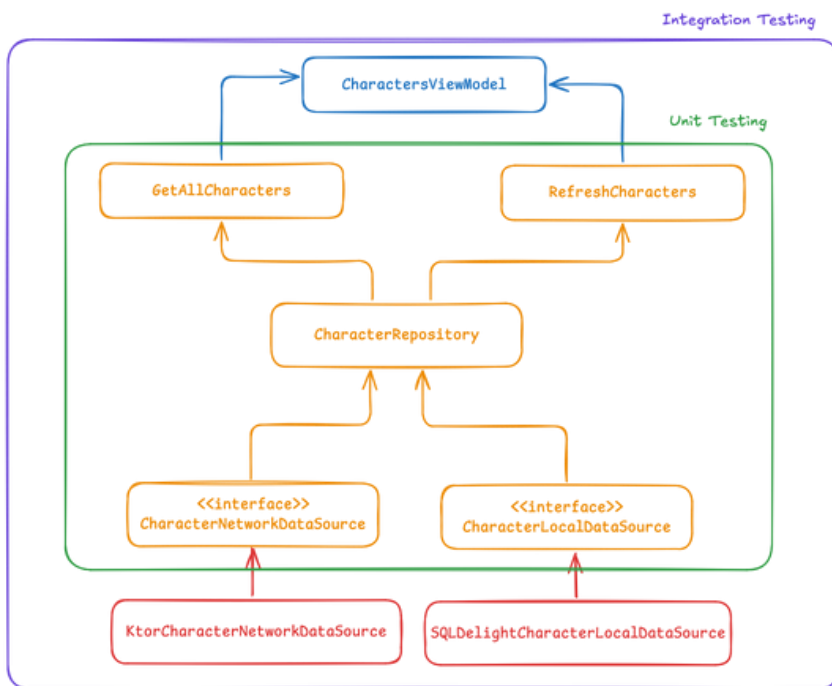 Integration Testing
CharactersViewModel
Unit Testing
GetAllCharacters
RefreshCharacters
CharacterRepository
<<interface>>
CharacterNetworkDataSource
<<interface>>
CharacterLocalDataSource
KtorCharacterNetworkDataSource
SQLDelightCharacterLocalDataSource